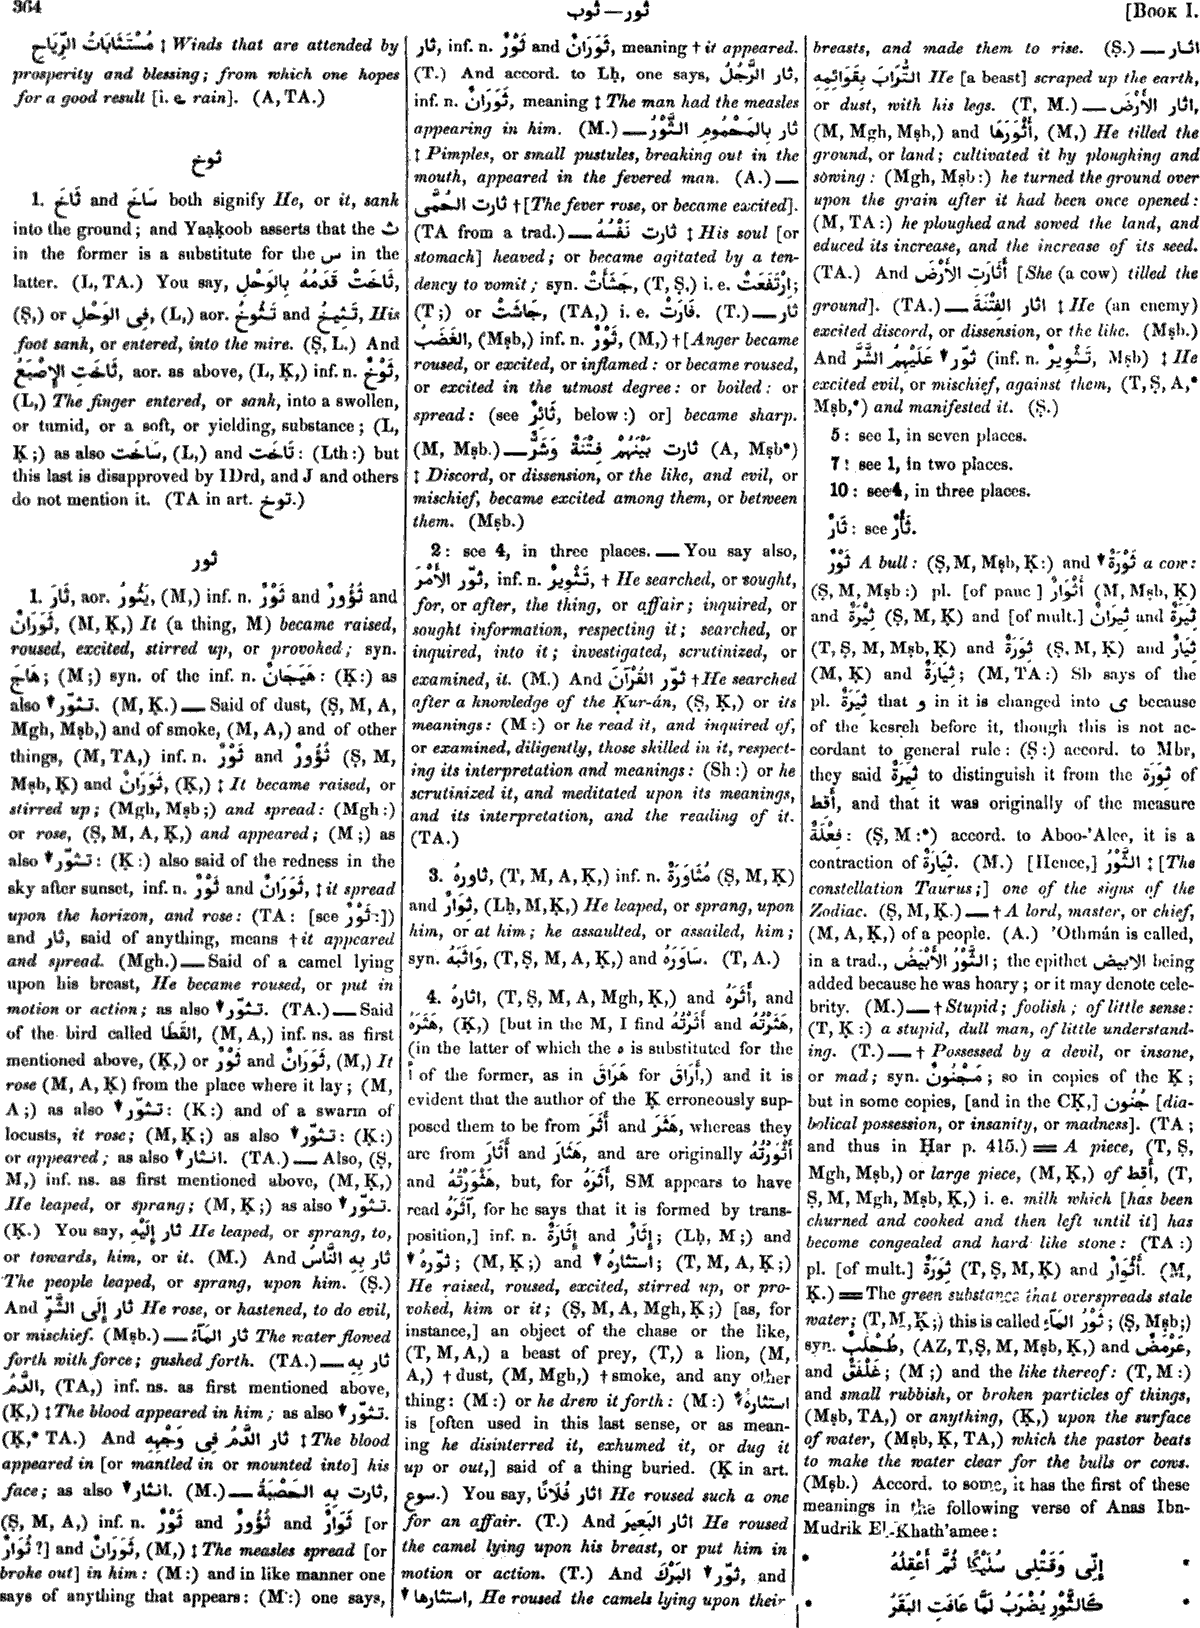 364
ثور — ثوب
[BOOK I.
مُسْتَثَابَاتُ الرِّيَاحِ ‡ Winds that are attended by
prosperity and blessing; from which one hopes
for a good result [i. e. rain]. (A, TA.)
ثوخ
1. ثَاخَ and سَاخَ both signify He, or it, sank
into the ground; and Yaạḳoob asserts that the ث
in the former is a substitute for the س in the
latter. (L, TA.) You say, ثَاخَتْ قَدَمُهُ بِالوَحْلِ,
(Ṣ,) or فِى الوَحْلِ, (L,) aor. تَثُوخُ and تَثِيخُ, His
foot sank, or entered, into the mire. (Ṣ, L.) And
ثَاخَتِ الإِصْبَعُ, aor. as above, (L, Ḳ,) inf. n. ثَوْخٌ,
(L,) The finger entered, or sank, into a swollen,
or tumid, or a soft, or yielding, substance; (L,
Ḳ;) as also سَاخَت, (L,) and تَاخَت: (Lth:) but
this last is disapproved by IDrd, and J and others
do not mention it. (TA in art. توخ.)
ثور
1. ثَارَ, aor. يَثُورُ, (M,) inf. n. ثَوْرٌ and ثُؤُورٌ and
ثَوَرَانٌ, (M, Ḳ,) It (a thing, M) became raised,
roused, excited, stirred up, or provoked; syn.
هَاجَ; (M;) syn. of the inf. n. هَيَجَانٌ: (Ḳ:) as
also ▼ تثوّر. (M, Ḳ.) — Said of dust, (Ṣ, M, A,
Mgh, Mṣb,) and of smoke, (M, A,) and of other
things, (M, TA,) inf. n. ثَوْرٌ and ثُؤُورٌ (Ṣ, M,
Mṣb, Ḳ) and ثَوَرَانٌ, (Ḳ,) ‡ It became raised, or
stirred up; (Mgh, Mṣb;) and spread: (Mgh:)
or rose, (Ṣ, M, A, Ḳ,) and appeared; (M;) as
also ▼ تثوّر: (Ḳ:) also said of the redness in the
sky after sunset, inf. n. ثَوْرٌ and ثَوَرَانٌ, ‡ it spread
upon the horizon, and rose: (TA: [see ثَوْرٌ:])
and ثار, said of anything, means † it appeared
and spread. (Mgh.) — Said of a camel lying
upon his breast, He became roused, or put in
motion or action; as also ▼ تثوّر. (TA.) — Said
of the bird called القَطَا, (M, A,) inf. ns. as first
mentioned above, (Ḳ,) or ثَوْرٌ and ثَوَرَانٌ, (M,) It
rose (M, A, Ḳ) from the place where it lay; (M,
A;) as also ▼ تثوّر: (K:) and of a swarm of
locusts, it rose; (M, K;) as also ▼ تثوّر: (Ḳ:)
or appeared; as also ▼ انثار. (TA.) — Also, (Ṣ,
M,) inf. ns. as first mentioned above, (M, Ḳ,)
He leaped, or sprang; (M, Ḳ;) as also ▼ تثوّر.
(Ḳ.) You say, ثار إِلَيْهِ He leaped, or sprang, to,
or towards, him, or it. (M.) And ثار بِهِ النَّاسُ
The people leaped, or sprang, upon him. (Ṣ.)
And ثار إِلَى الشَّرِّ He rose, or hastened, to do evil,
or mischief. (Mṣb.) — ثار المَآءُ The water flowed
forth with force; gushed forth. (TA.) — ثار بِهِ
الدَّمُ, (TA,) inf. ns. as first mentioned above,
(Ḳ,) ‡ The blood appeared in him; as also ▼ تثوّر.
(Ḳ,* TA.) And ثار الدَّمُ فِى وَجْهِهِ ‡ The blood
appeared in [or mantled in or mounted into] his
face; as also ▼ انثار. (M.) — ثارت بِهِ الحَصْبَةُ,
(Ṣ, M, A,) inf. n. ثَوْرٌ and ثُؤُورٌ and ثَوَارٌ [or
ثُوَارٌ?] and ثَوَرَانٌ, (M,) ‡ The measles spread [or
broke out] in him: (M:) and in like manner one
says of anything that appears: (M:) one says,
ثار, inf. n. ثَوْرٌ and ثَوَرَانٌ, meaning † it appeared.
(T.) And accord. to Lḥ, one says, ثار الرَّجُلُ,
inf. n. ثَوَرَانٌ, meaning ‡ The man had the measles
appearing in him. (M.) — ثار بِالمَحْمُومِ الثَّوْرُ
‡ Pimples, or small pustules, breaking out in the
mouth, appeared in the fevered man. (A.) —
ثارت الحُمَّى † [The fever rose, or became excited].
(TA from a trad.) — ثارت نَفْسُهُ ‡ His soul [or
stomach] heaved; or became agitated by a ten-
dency to vomit; syn. جَشَأَتْ, (T, Ṣ,) i. e. ارْتَفَعَتْ;
(T;) or جَاشَتْ, (TA,) i. e. فَارَتْ. (T.) — ثار
الغَضَبُ, (Mṣb,) inf. n. ثَوْرٌ, (M,) † [Anger became
roused, or excited, or inflamed: or became roused,
or excited in the utmost degree: or boiled: or
spread: (see ثَائِرٌ, below:) or] became sharp.
(M, Mṣb.) — ثارت بَيْنَهُمْ فِتْنَةٌ وَشَرٌّ (A, Mṣb*)
‡ Discord, or dissension, or the like, and evil, or
mischief, became excited among them, or between
them. (Mṣb.)
2: see 4, in three places. — You say also,
ثوّر الأَمْرَ, inf. n. تَثْوِيرٌ, † He searched, or sought,
for, or after, the thing, or affair; inquired, or
sought information, respecting it; searched, or
inquired, into it; investigated, scrutinized, or
examined, it. (M.) And ثوّر القُرْآنَ † He searched
after a knowledge of the Ḳur-án, (Ṣ, Ḳ,) or its
meanings: (M:) or he read it, and inquired of,
or examined, diligently, those skilled in it, respect-
ing its interpretation and meanings: (Sh:) or he
scrutinized it, and meditated upon its meanings,
and its interpretation, and the reading of it.
(TA.)
3. ثاورهُ, (T, M, A, Ḳ,) inf. n. مُثَاوَرَةٌ (Ṣ, M, Ḳ)
and ثِوَارٌ, (Lḥ, M, Ḳ,) He leaped, or sprang, upon
him, or at him; he assaulted, or assailed, him;
syn. وَاثَبَهُ, (T, Ṣ, M, A, Ḳ,) and سَاوَرَهُ. (T, A.)
4. اثارهُ, (T, Ṣ, M, A, Mgh, Ḳ,) and أَثَرَهُ, and
هَثَرَهُ, (Ḳ,) [but in the M, I find أَثَرْتُهُ and هَثَرْتُهُ,
(in the latter of which the ه is substituted for the
أ of the former, as in هَرَاقَ for أَرَاقَ,) and it is
evident that the author of the Ḳ erroneously sup-
posed them to be from أَثَرَ and هَثَرَ, whereas they
are from أَثَارَ and هَثَارَ, and are originally أَثْوَرْتُهُ
and هَثْوَرْتُهُ, but, for أَثَرَهُ, SM appears to have
read آثَرَهُ, for he says that it is formed by trans-
position,] inf. n. إِثَارٌ and إِثَارَةٌ; (Lḥ, M;) and
▼ ثوّرهُ; (M, Ḳ;) and ▼ استثارهُ; (T, M, A, Ḳ;)
He raised, roused, excited, stirred up, or pro-
voked, him or it; (Ṣ, M, A, Mgh, Ḳ;) [as, for
instance,] an object of the chase or the like,
(T, M, A,) a beast of prey, (T,) a lion, (M,
A,) † dust, (M, Mgh,) † smoke, and any other
thing: (M:) or he drew it forth: (M:) ▼ استثارهُ
is [often used in this last sense, or as mean-
ing he disinterred it, exhumed it, or dug it
up or out,] said of a thing buried. (Ḳ in art.
سوع.) You say, اثار فُلَانًا He roused such a one
for an affair. (T.) And اثار البَعِيرَ He roused
the camel lying upon his breast, or put him in
motion or action. (T.) And ثوّر ▼ البَرْكَ, and
▼ استثارها, He roused the camels lying upon their
breasts, and made them to rise. (Ṣ.) — اثار
التُّرَابَ بِقَوَائِمِهِ He [a beast] scraped up the earth,
or dust, with his legs. (T, M.) — اثار الأَرْضَ,
(M, Mgh, Mṣb,) and أَثْوَرَهَا, (M,) He tilled the
ground, or land; cultivated it by ploughing and
sowing: (Mgh, Mṣb:) he turned the ground over
upon the grain after it had been once opened:
(M, TA:) he ploughed and sowed the land, and
educed its increase, and the increase of its seed.
(TA.) And أَثَارَتِ الأَرْضَ [She (a cow) tilled the
ground]. (TA.) — اثار الفِتْنَةَ ‡ He (an enemy)
excited discord, or dissension, or the like. (Mṣb.)
And ثوّر ▼ عَلَيْهِمُ الشَّرَّ (inf. n. تَثْوِيرٌ, Mṣb) ‡ He
excited evil, or mischief, against them, (T, Ṣ, A,*
Mṣb,*) and manifested it. (Ṣ.)
5: see 1, in seven places.
7: see 1, in two places.
10: see 4, in three places.
ثَارٌ: see ثَأْرٌ.
ثَوْرٌ A bull: (Ṣ, M, Mṣb, Ḳ:) and ▼ ثَوْرَةٌ a cow:
(Ṣ, M, Mṣb:) pl. [of pauc.] أَثْوَارٌ (M, Mṣb, Ḳ)
and ثِيْرَةٌ (Ṣ, M, Ḳ) and [of mult.] ثِيرَانٌ and ثِيَرَةٌ
(T, Ṣ, M, Mṣb, Ḳ) and ثِوَرَةٌ (Ṣ, M, Ḳ) and ثِيَارٌ
(M, Ḳ) and ثِيَارَةٌ; (M, TA:) Sb says of the
pl. ثِيَرَةٌ that و in it is changed into ى because
of the kesreh before it, though this is not ac-
cordant to general rule: (Ṣ:) accord. to Mbr,
they said ثِيَرَةٌ to distinguish it from the ثِوَرَة of
أَقِط, and that it was originally of the measure
فِعْلَةٌ: (Ṣ, M:*) accord. to Aboo-'Alee, it is a
contraction of ثِيَارَةٌ. (M.) [Hence,] الثَّوْرُ ‡ [The
constellation Taurus;] one of the signs of the
Zodiac. (Ṣ, M, Ḳ.) — † A lord, master, or chief,
(M, A, Ḳ,) of a people. (A.) 'Othmán is called,
in a trad., الثَّوْرُ الأَبْيَضُ; the epithet الابيض being
added because he was hoary; or it may denote cele-
brity. (M.) — † Stupid; foolish; of little sense:
(T, Ḳ:) a stupid, dull man, of little understand-
ing. (T.) — † Possessed by a devil, or insane,
or mad; syn. مَجْنُونٌ; so in copies of the Ḳ;
but in some copies, [and in the CḲ,] جُنُون [dia-
bolical possession, or insanity, or madness]. (TA;
and thus in Ḥar p. 415.) = A piece, (T, Ṣ,
Mgh, Mṣb,) or large piece, (M, Ḳ,) of أَقِط, (T,
Ṣ, M, Mgh, Mṣb, Ḳ,) i. e. milk which [has been
churned and cooked and then left until it] has
become congealed and hard like stone: (TA:)
pl. [of mult.] ثِوَرَةٌ (T, Ṣ, M, Ḳ) and أَثْوَارٌ. (M,
Ḳ.) = The green substance that overspreads stale
water; (T, M, Ḳ;) this is called ثَوْرُ المَآءِ; (Ṣ, Mṣb;)
syn. طُحْلُبٌ, (AZ, T, Ṣ, M, Mṣb, Ḳ,) and عَرْمَضٌ,
and غَلْفَقٌ; (M;) and the like thereof: (T, M:)
and small rubbish, or broken particles of things,
(Mṣb, TA,) or anything, (Ḳ,) upon the surface
of water, (Mṣb, Ḳ, TA,) which the pastor beats
to make the water clear for the bulls or cows.
(Mṣb.) Accord. to some, it has the first of these
meanings in the following verse of Anas Ibn-
Mudrik El-Khath'amee:
* إِنِّى وَقَتْلِى سُلَيْكًا ثُمَّ أَعْقِلُهُ *
* كَالثَّوْرِ يُضْرَبُ لَمَّا عَافَتِ البَقَرُ *